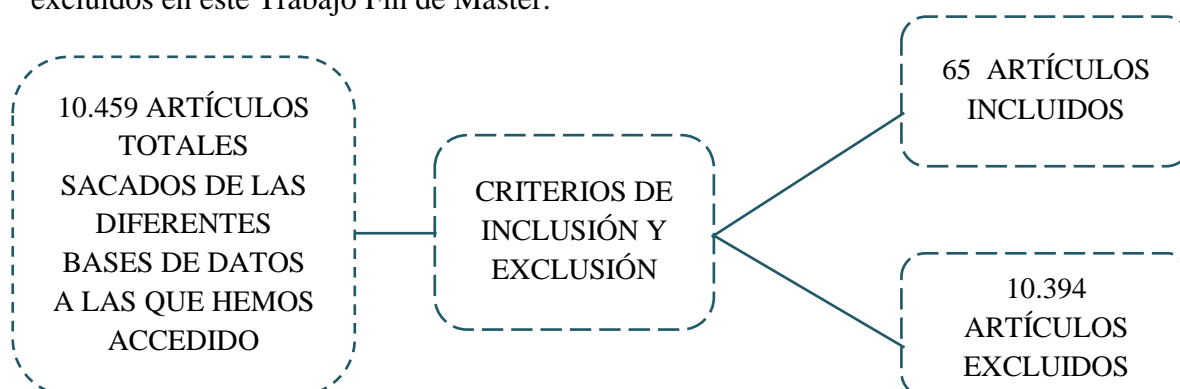 excluidos en este Trabajo Fin de Máster.
10.459 ARTÍCULOS
TOTALES
SACADOS DE LAS
DIFERENTES
BASES DE DATOS
A LAS QUE HEMOS
ACCEDIDO
CRITERIOS DE
INCLUSIÓN Y
EXCLUSIÓN
65 ARTÍCULOS
INCLUIDOS
10.394
ARTÍCULOS
EXCLUIDOS